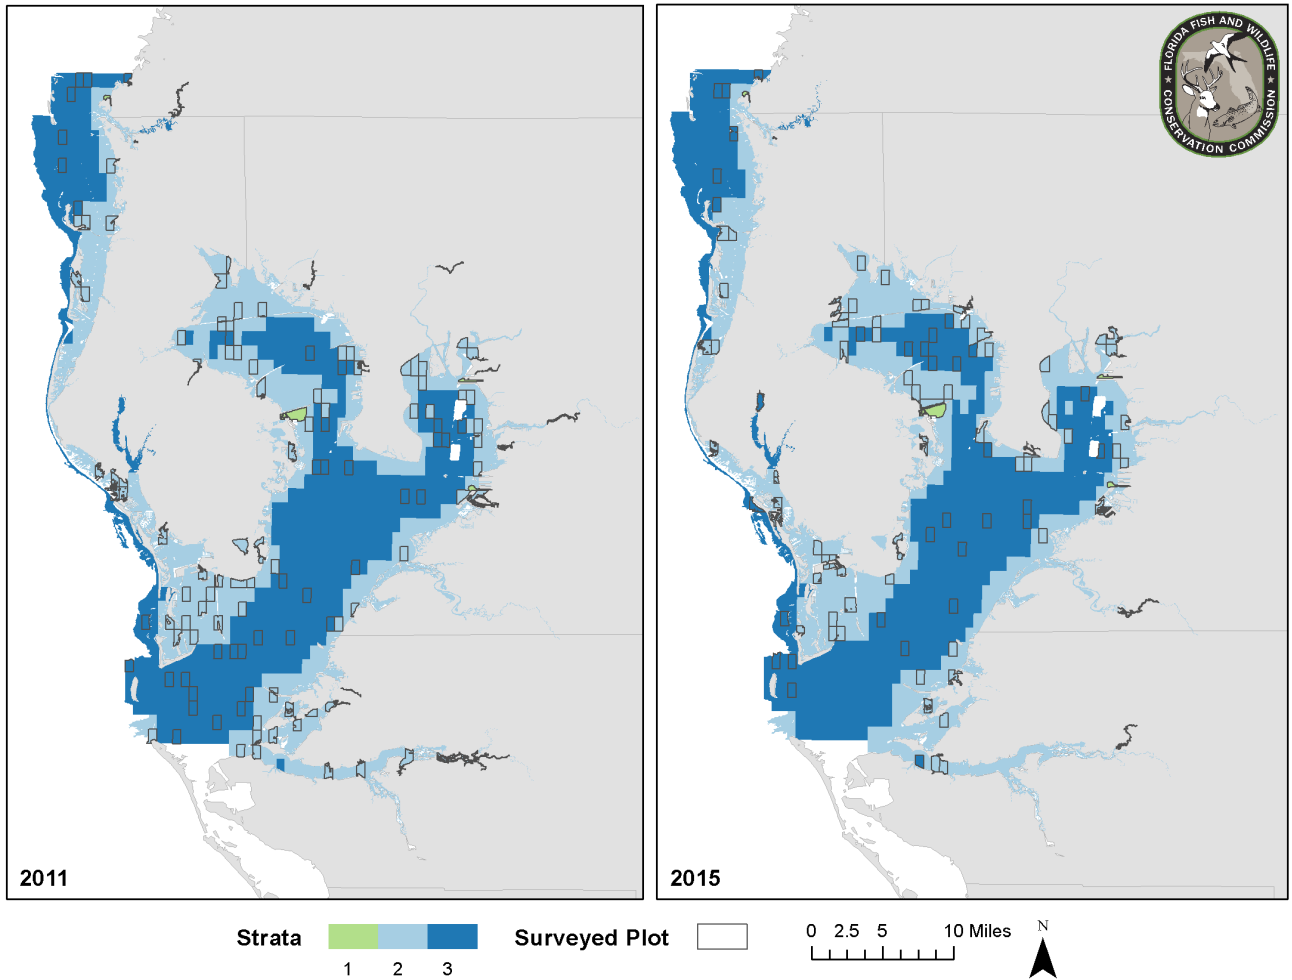 FLORIDA FISH AND WILDLIFE
CONSERVATION COMMISSION
2011
2015
Strata
1 2 3
Surveyed Plot
0 2.5 5 10 Miles
N